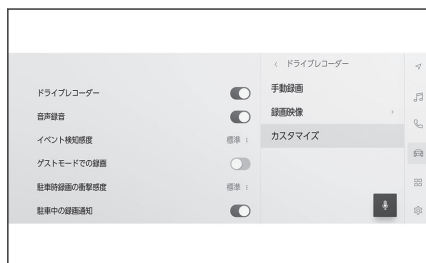 ドライブレコーダー
音声録音
イベント検知感度 標準
ゲストモードでの録画
駐車時録画の衝撃感度 標準
駐車中の録画通知
ドライブレコーダー
手動録画
録画映像
カスタマイズ